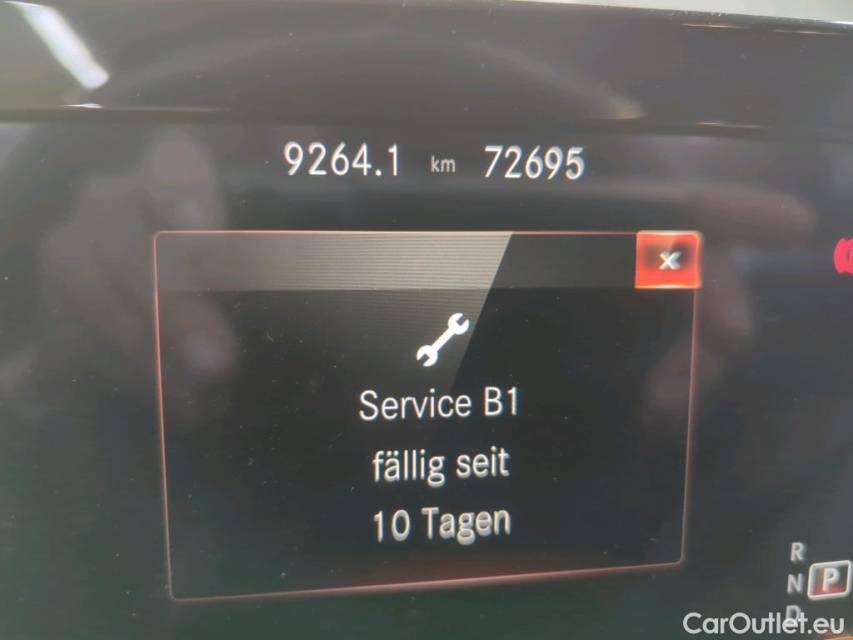 9264.1 km 72695
Service B1
fällig seit
10 Tagen
R
N
P
D
CarOutlet.eu